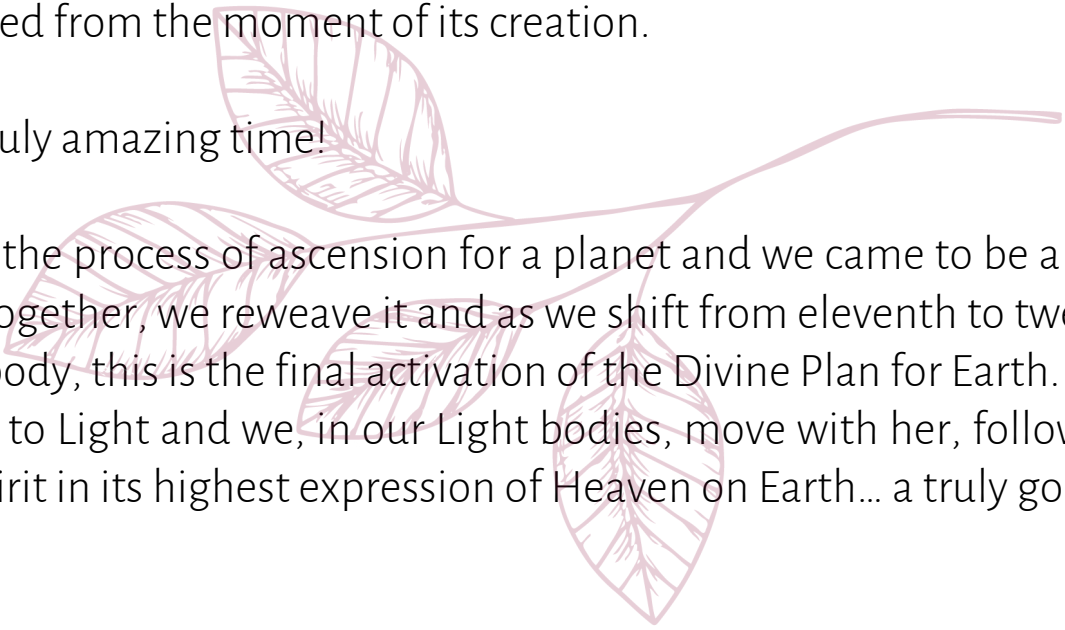 ed from the moment of its creation.
uly amazing time!
the process of ascension for a planet and we came to be a
ogether, we reweave it and as we shift from eleventh to twe
body, this is the final activation of the Divine Plan for Earth.
to Light and we, in our Light bodies, move with her, follow
irit in its highest expression of Heaven on Earth... a truly go